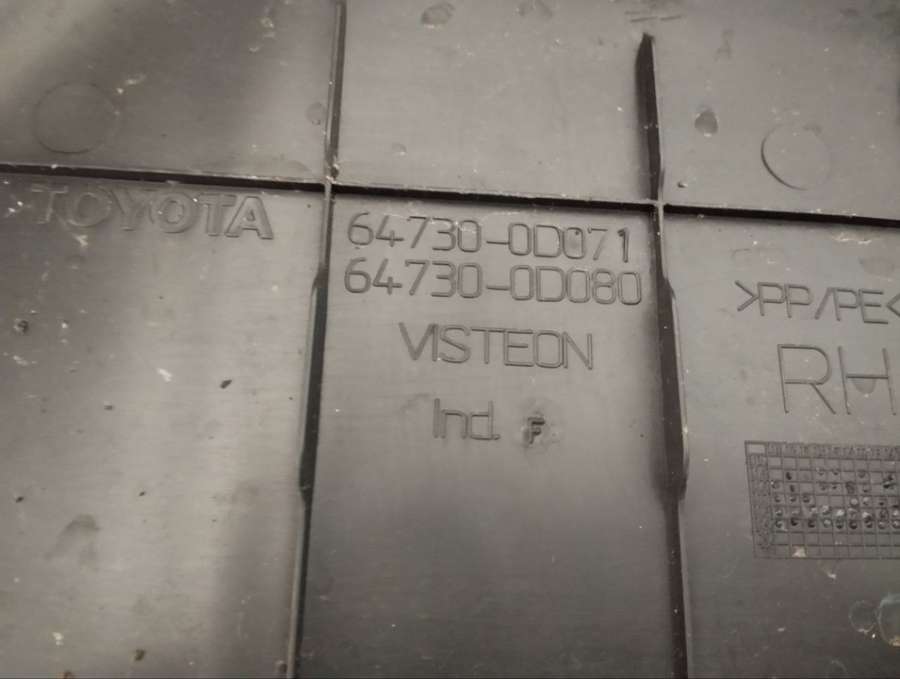 TOYOTA
64730-0D071
64730-0D080
VISTEON
Ind. F
>PP/PE<
RH